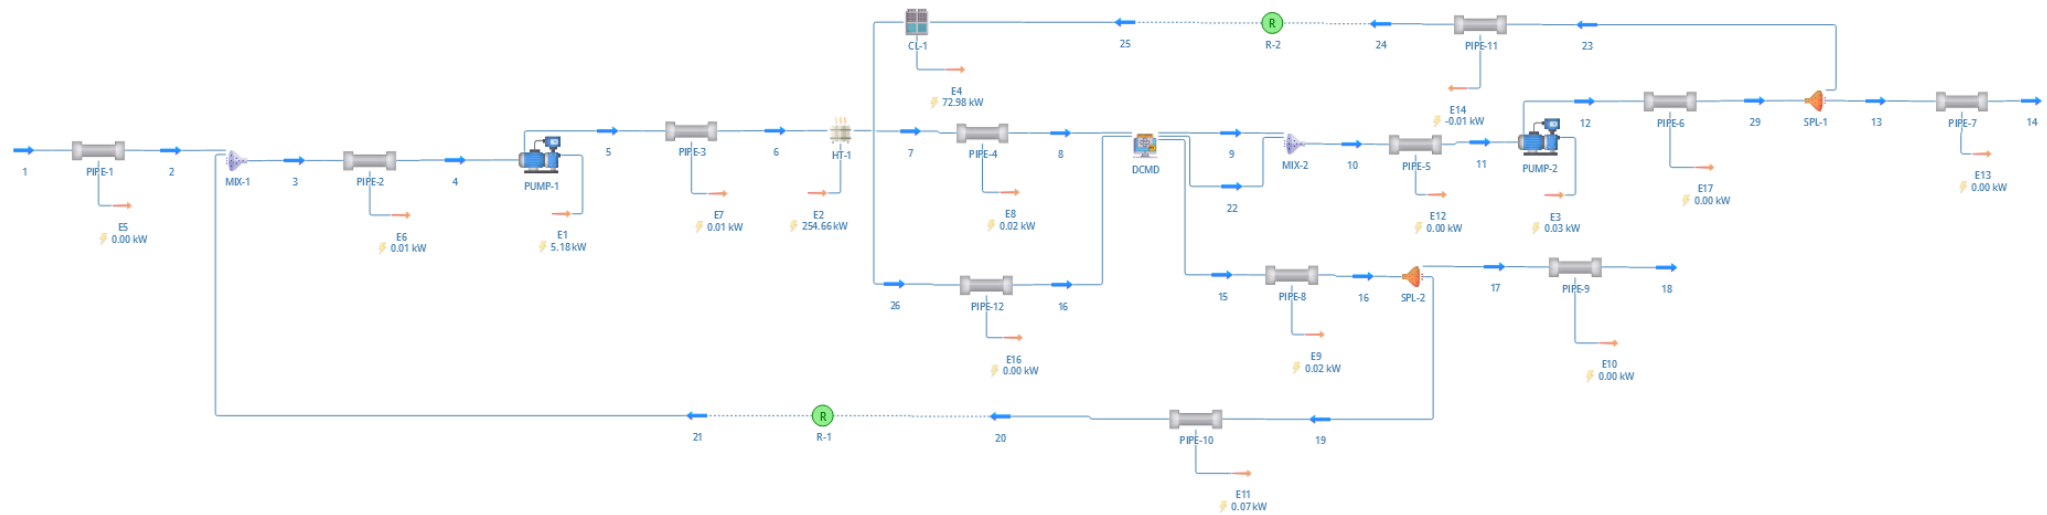 R
CL-1
25
R-2
24
PIPE-11
23
E4
72.98 kW
E14
-0.01 kW
1
PIPE-1
2
MIX-1
3
PIPE-2
4
PUMP-1
5
PIPE-3
6
HT-1
7
PIPE-4
8
DCMD
9
MIX-2
10
PIPE-5
11
PUMP-2
12
PIPE-6
29
SPL-1
13
PIPE-7
14
E5
0.00 kW
E6
0.01 kW
E1
5.18 kW
E7
0.01 kW
E2
254.66 kW
E8
0.02 kW
22
E12
0.00 kW
E3
0.03 kW
E17
0.00 kW
E13
0.00 kW
26
PIPE-12
16
15
PIPE-8
16
SPL-2
17
PIPE-9
18
E16
0.00 kW
E9
0.02 kW
E10
0.00 kW
R
21
R-1
20
PIPE-10
19
E11
0.07 kW